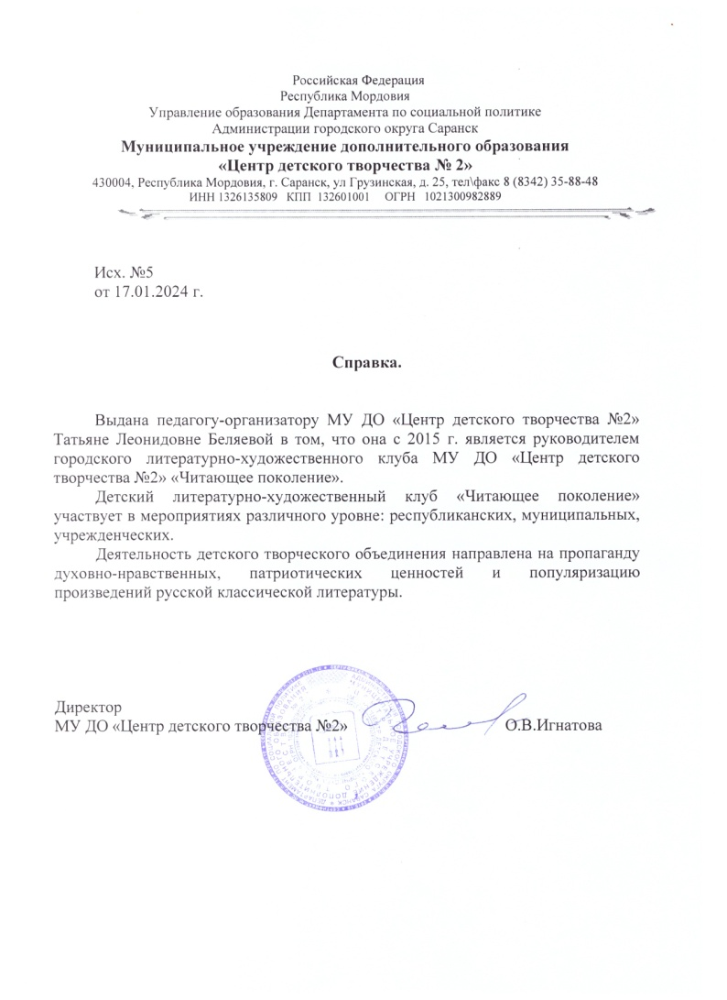 Российская Федерация
Республика Мордовия
Управление образования Департамента по социальной политике
Администрации городского округа Саранск
Муниципальное учреждение дополнительного образования
«Центр детского творчества № 2»
430004, Республика Мордовия, г. Саранск, ул Грузинская, д. 25, тел\факс 8 (8342) 35-88-48
ИНН 1326135809 КПП 132601001 ОГРН 1021300982889
Исх. №5
от 17.01.2024 г.
Справка.
Выдана педагогу-организатору МУ ДО «Центр детского творчества №2»
Татьяне Леонидовне Беляевой в том, что она с 2015 г. является руководителем
городского литературно-художественного клуба МУ ДО «Центр детского
творчества №2» «Читающее поколение».
Детский литературно-художественный клуб «Читающее поколение»
участвует в мероприятиях различного уровне: республиканских, муниципальных,
учрежденческих.
Деятельность детского творческого объединения направлена на пропаганду
духовно-нравственных, патриотических ценностей и популяризацию
произведений русской классической литературы.
Директор
МУ ДО «Центр детского творчества №2» О.В.Игнатова